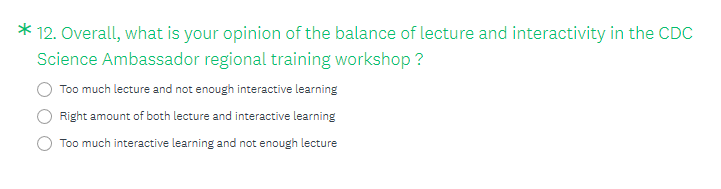 * 12. Overall, what is your opinion of the balance of lecture and interactivity in the CDC
Science Ambassador regional training workshop ?
Too much lecture and not enough interactive learning
Right amount of both lecture and interactive learning
Too much interactive learning and not enough lecture